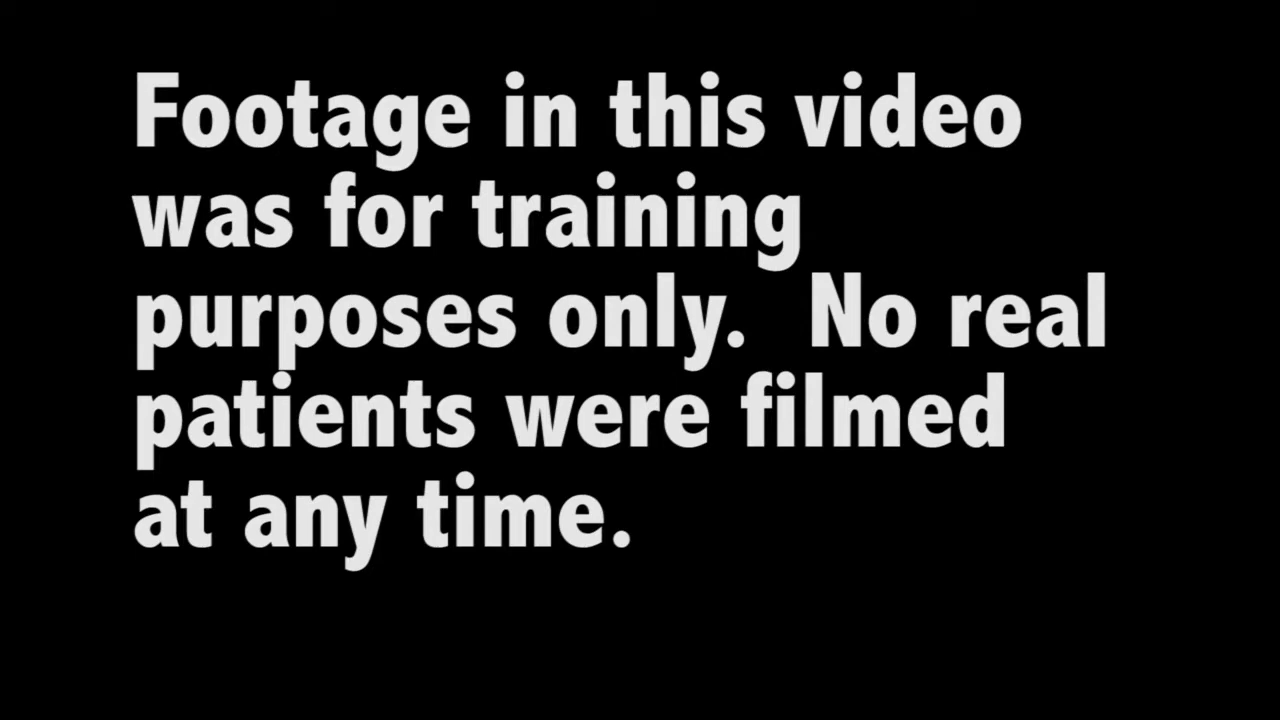 Footage in this video
was for training
purposes only.  No real
patients were filmed
at any time.